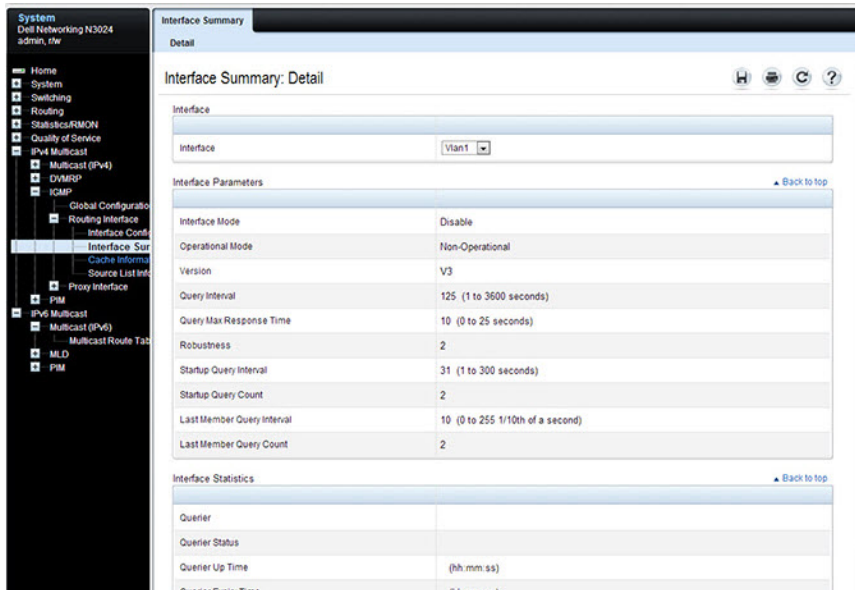 System
Dell Networking N3024
admin, r/w
Home
System
Switching
Routing
Statistics/RMON
Quality of Service
IPv4 Multicast
Multicast (IPv4)
DVMRP
IGMP
Global Configuratio
Routing Interface
Interface Confi
Interface Sur
Cache Informa
Source List Info
Proxy Interface
PIM
IPv6 Multicast
Multicast (IPv6)
Multicast Route Tab
MLD
PIM
Interface Summary
Detail
Interface Summary: Detail
Interface
Interface Vlan1
Interface Parameters Back to top
Interface Mode Disable
Operational Mode Non-Operational
Version V3
Query Interval 125 (1 to 3600 seconds)
Query Max Response Time 10 (0 to 25 seconds)
Robustness 2
Startup Query Interval 31 (1 to 300 seconds)
Startup Query Count 2
Last Member Query Interval 10 (0 to 255 1/10th of a second)
Last Member Query Count 2
Interface Statistics Back to top
Querier
Querier Status
Querier Up Time (hh:mm:ss)